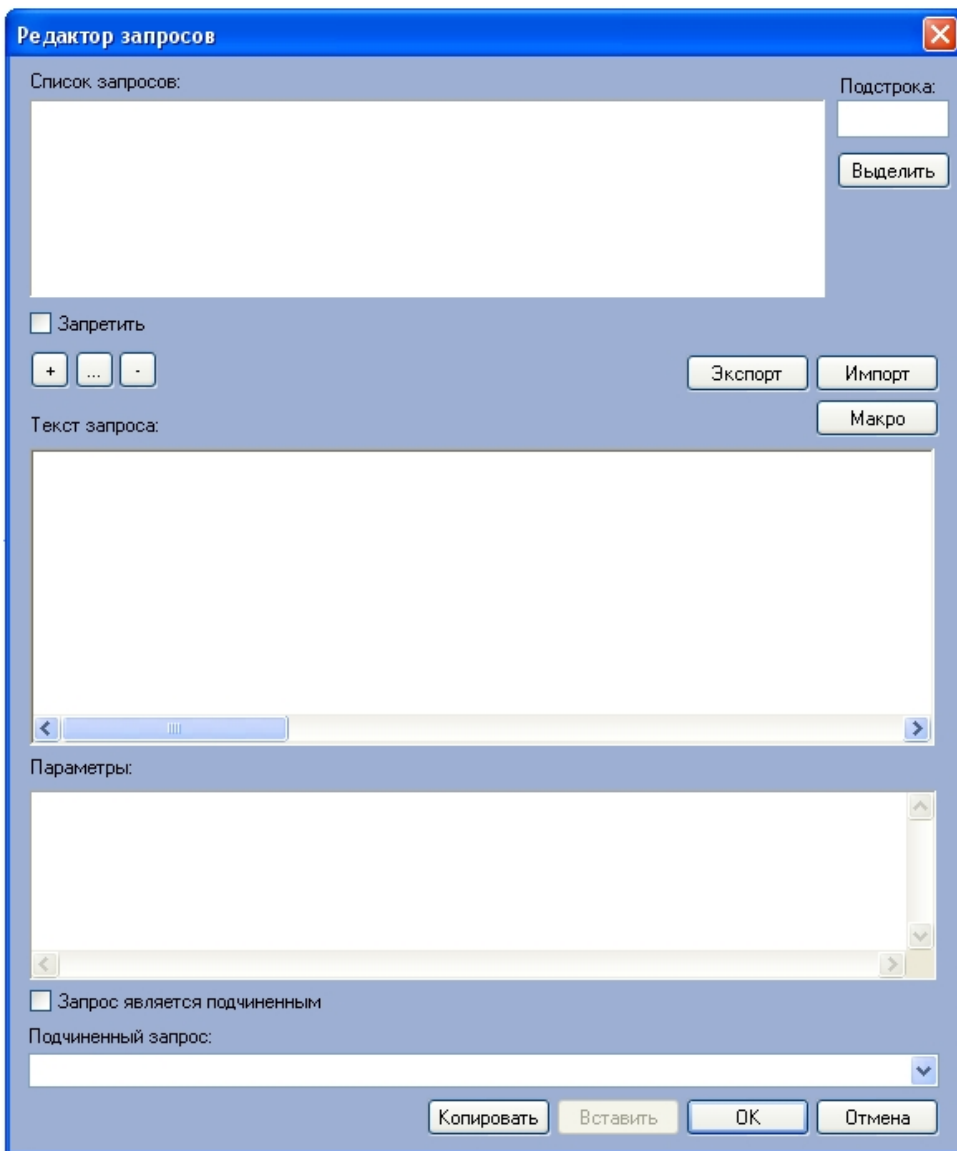 Редактор запросов
Список запросов:
Подстрока:
Выделить
Запретить
+ ... -
Экспорт Импорт
Макро
Текст запроса:
Параметры:
Запрос является подчиненным
Подчиненный запрос:
Копировать Вставить OK Отмена